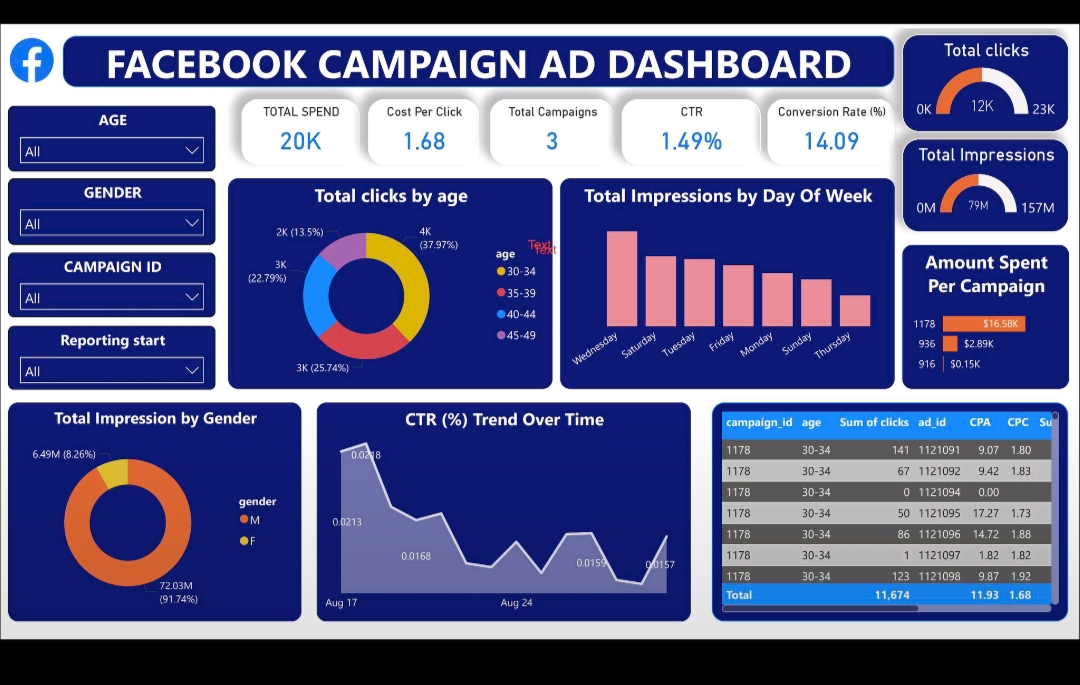 FACEBOOK CAMPAIGN AD DASHBOARD
Total clicks
0K
12K
23K
Total Impressions
0M
79M
157M
TOTAL SPEND
20K
Cost Per Click
1.68
Total Campaigns
3
CTR
1.49%
Conversion Rate (%)
14.09
AGE
All
GENDER
All
CAMPAIGN ID
All
Reporting start
All
Total clicks by age
2K (13.5%)
4K
(37.97%)
3K
(22.79%)
3K (25.74%)
age
30-34
35-39
40-44
45-49
Text
Text
Total Impressions by Day Of Week
Wednesday
Saturday
Tuesday
Friday
Monday
Sunday
Thursday
Amount Spent
Per Campaign
1178 $16.58K
936 $2.89K
916 $0.15K
Total Impression by Gender
6.49M (8.26%)
72.03M
(91.74%)
gender
M
F
CTR (%) Trend Over Time
0.0218
0.0213
0.0168
0.0159
0.0157
Aug 17
Aug 24
campaign_id age Sum of clicks ad_id CPA CPC Su
1178 30-34 141 1121091 9.07 1.80
1178 30-34 67 1121092 9.42 1.83
1178 30-34 0 1121094 0.00
1178 30-34 50 1121095 17.27 1.73
1178 30-34 86 1121096 14.72 1.88
1178 30-34 1 1121097 1.82 1.82
1178 30-34 123 1121098 9.87 1.92
Total 11,674 11.93 1.68